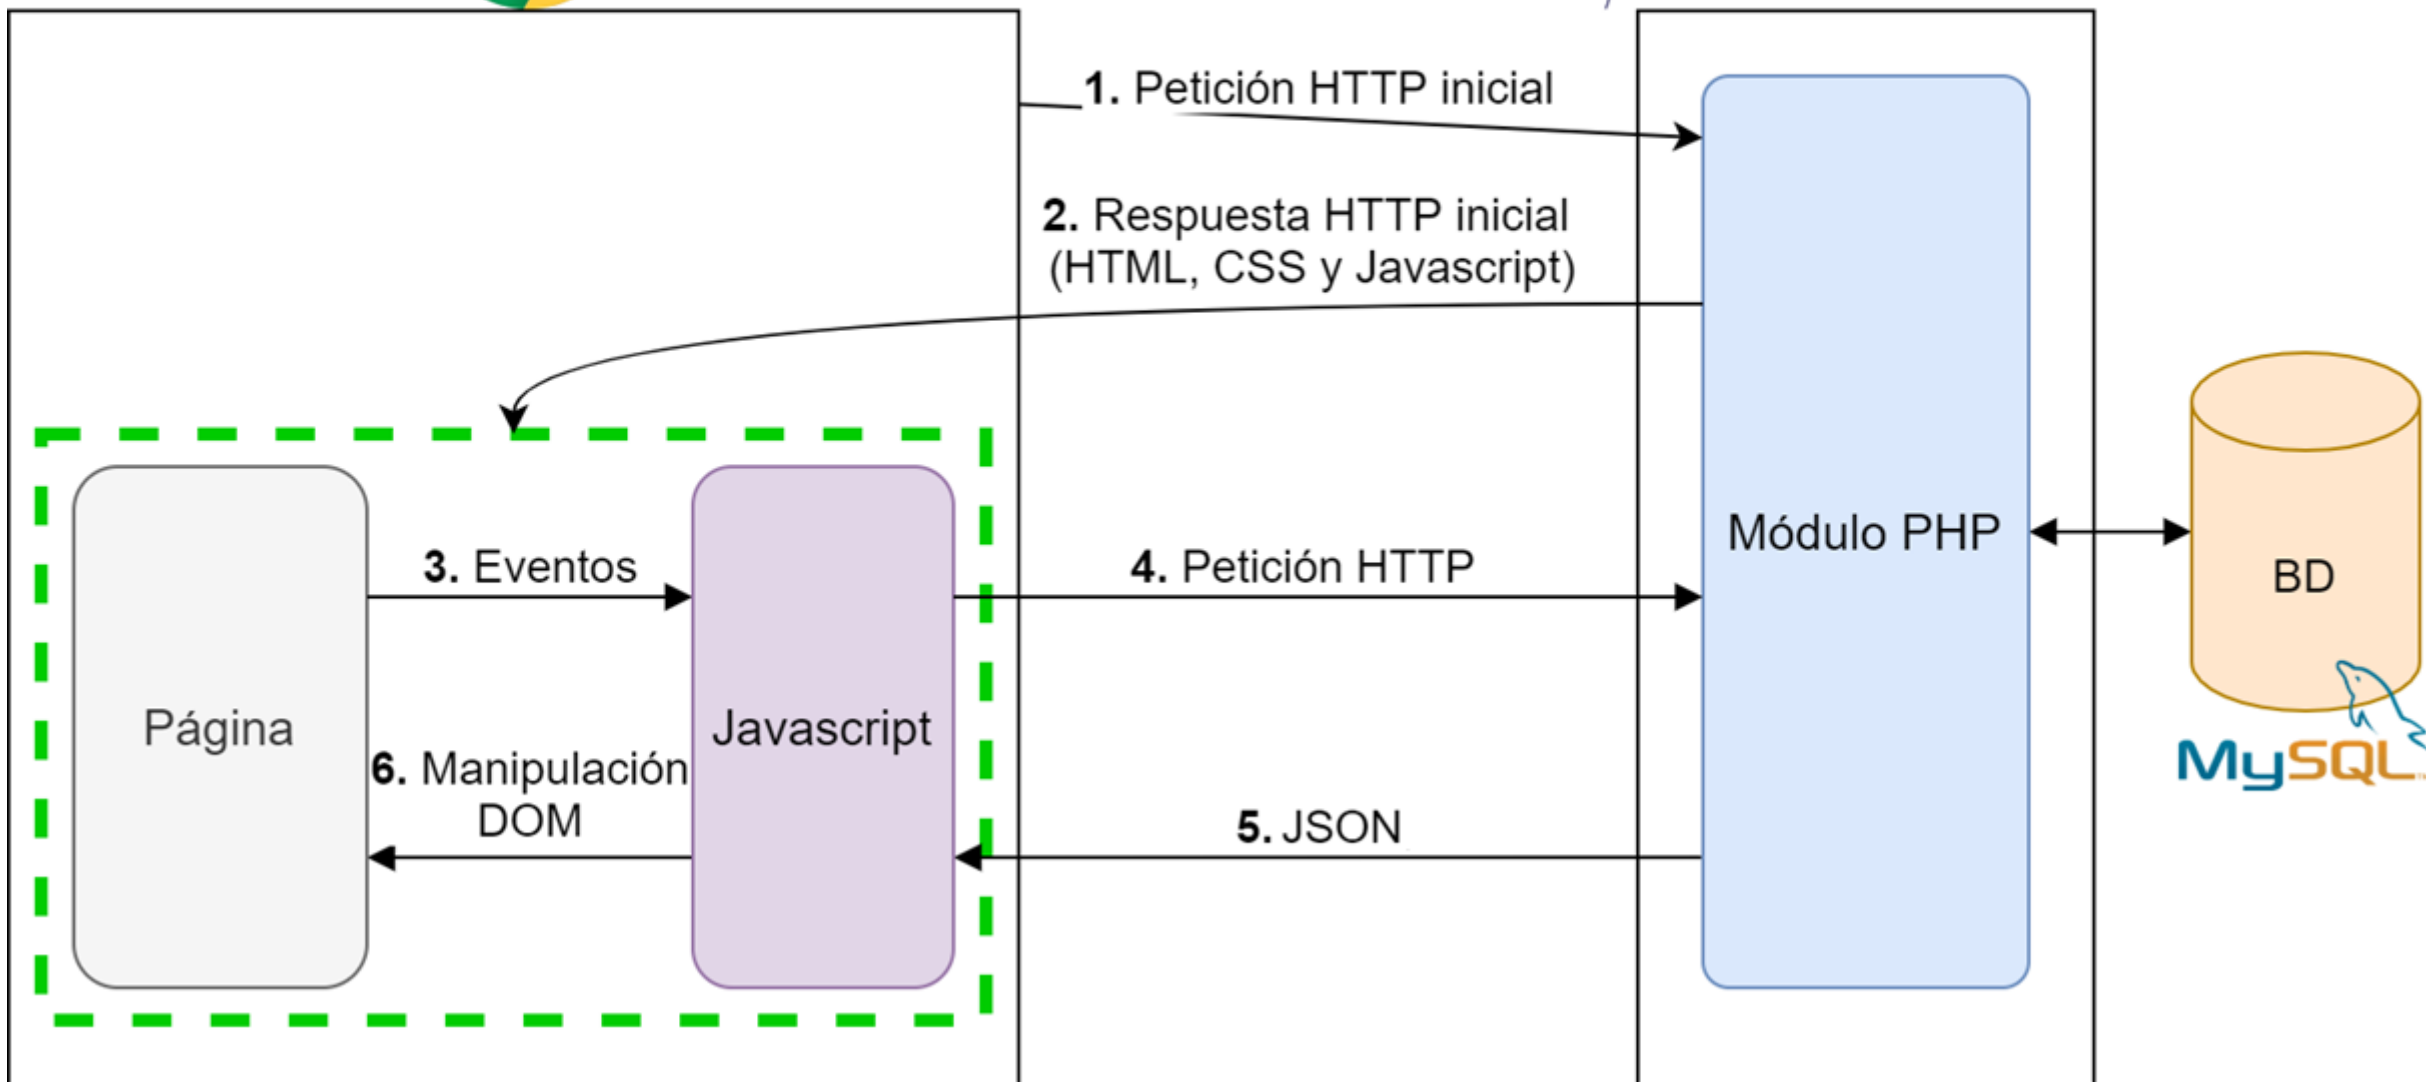 1. Petición HTTP inicial
2. Respuesta HTTP inicial
(HTML, CSS y Javascript)
3. Eventos
4. Petición HTTP
Módulo PHP
BD
Página
Javascript
6. Manipulación
DOM
5. JSON
MySQL